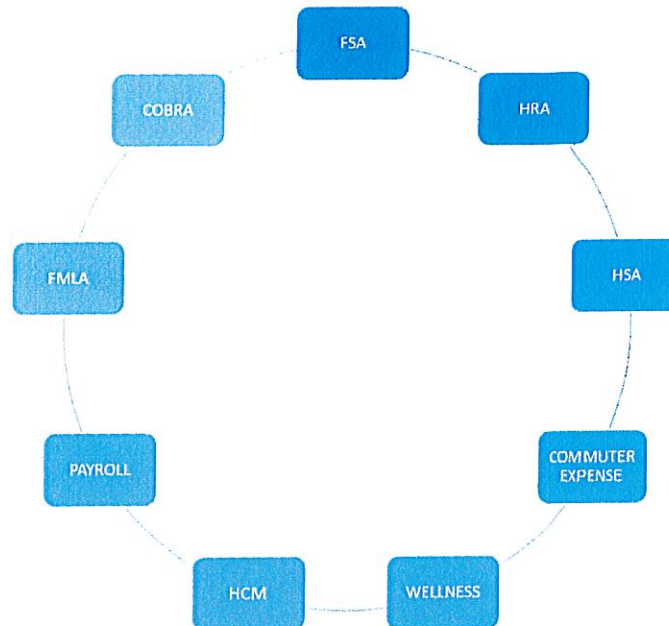 FSA
HRA
HSA
COMMUTER
EXPENSE
WELLNESS
HCM
PAYROLL
FMLA
COBRA